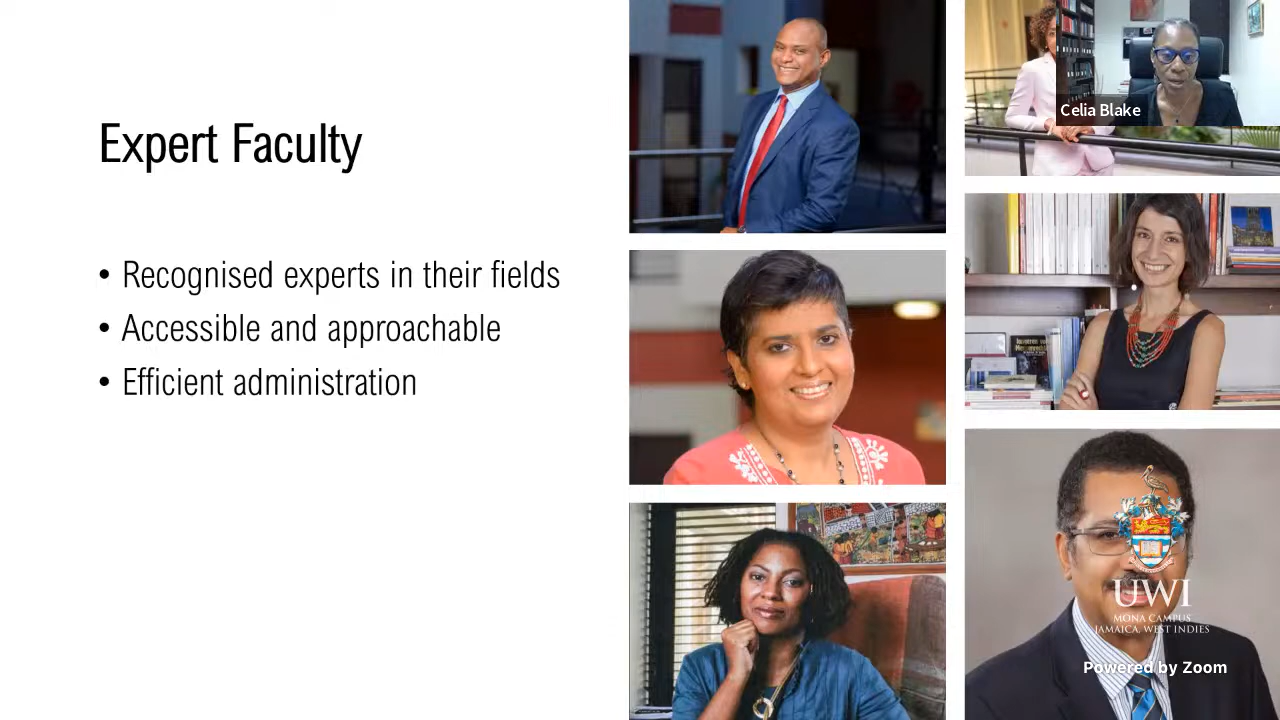 Expert Faculty
• Recognised experts in their fields
• Accessible and approachable
• Efficient administration
Celia Blake
UWI
MONA CAMPUS
JAMAICA, WEST INDIES
Powered by Zoom